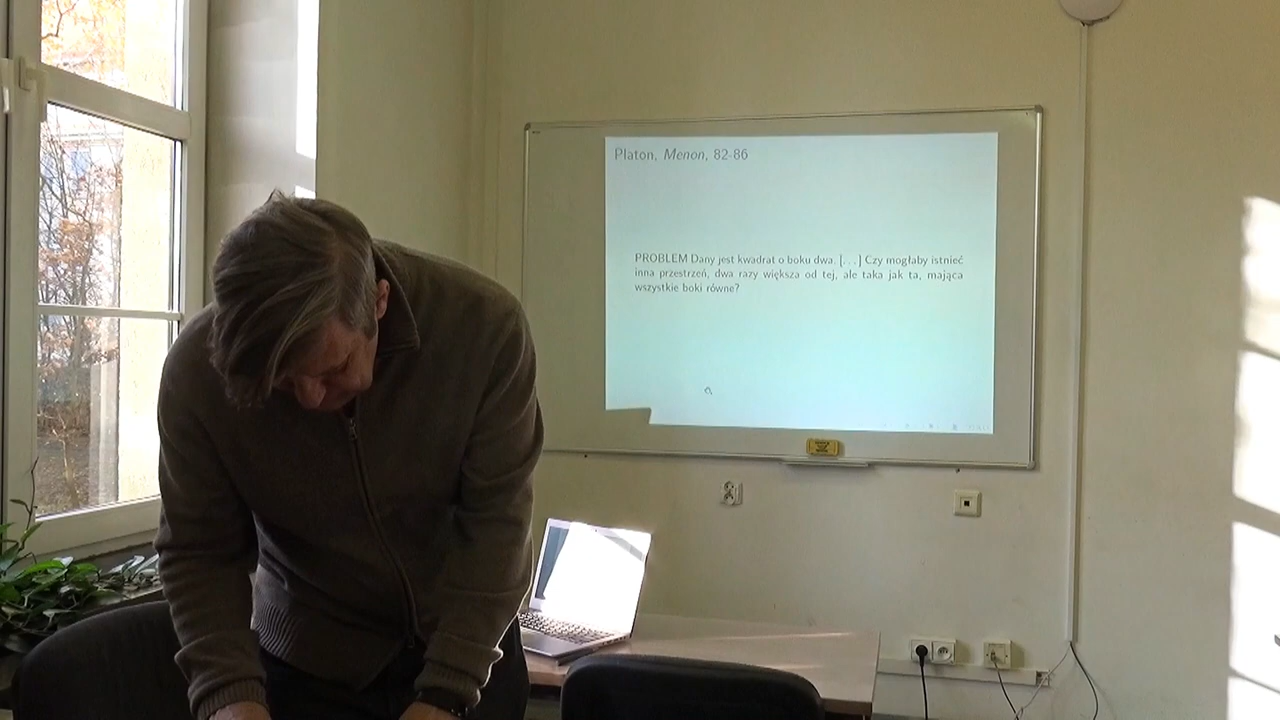 Platon, Menon, 82-86
PROBLEM Dany jest kwadrat o boku dwa. [...] Czy mogłaby istnieć
inna przestrzeń, dwa razy większa od tej, ale taka jak ta, mająca
wszystkie boki równe?